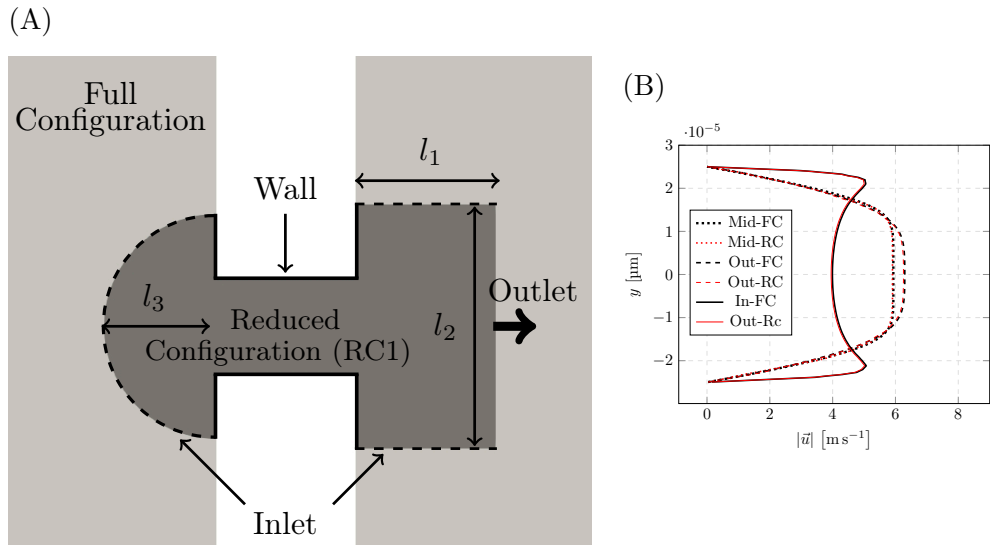 (A)
Full
Configuration
Wall
l₁
l₃
l₂
Outlet
Reduced
Configuration (RC1)
Inlet
(B)
·10⁻⁵
3
2
1
0
−1
−2
y [µm]
Mid-FC
Mid-RC
Out-FC
Out-RC
In-FC
Out-Rc
0 2 4 6 8
|u⃗| [m s⁻¹]